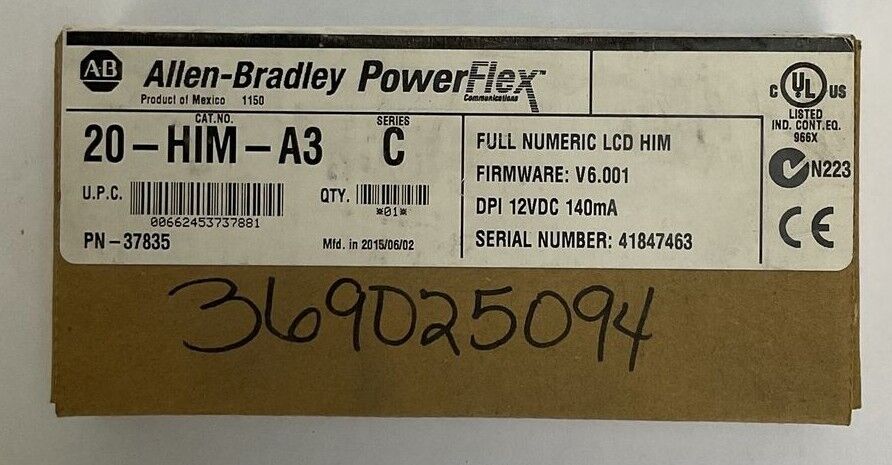 A-B Allen-Bradley PowerFlex™
Communications
Product of Mexico 1150
CAT.NO. SERIES
20-HIM-A3 C
U.P.C. QTY.
00662453737881 *01*
PN-37835 Mfd. in 2015/06/02
FULL NUMERIC LCD HIM
FIRMWARE: V6.001
DPI 12VDC 140mA
SERIAL NUMBER: 41847463
C UL US
LISTED
IND. CONT.EQ.
966X
N223
CE
369025094